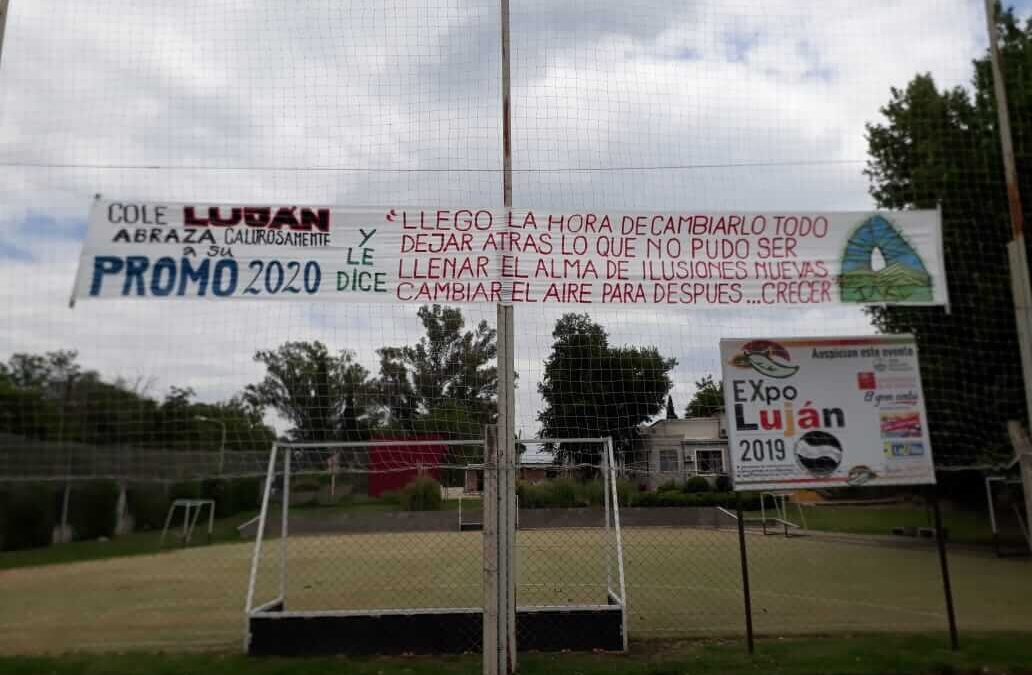 COLE LUJÁN
ABRAZA CALUROSAMENTE
a su
PROMO 2020
Y
LE
DICE
"LLEGO LA HORA DE CAMBIARLO TODO
DEJAR ATRAS LO QUE NO PUDO SER
LLENAR EL ALMA DE ILUSIONES NUEVAS
CAMBIAR EL AIRE PARA DESPUES...CRECER
Auspician este evento
EXpo
Luján
2019